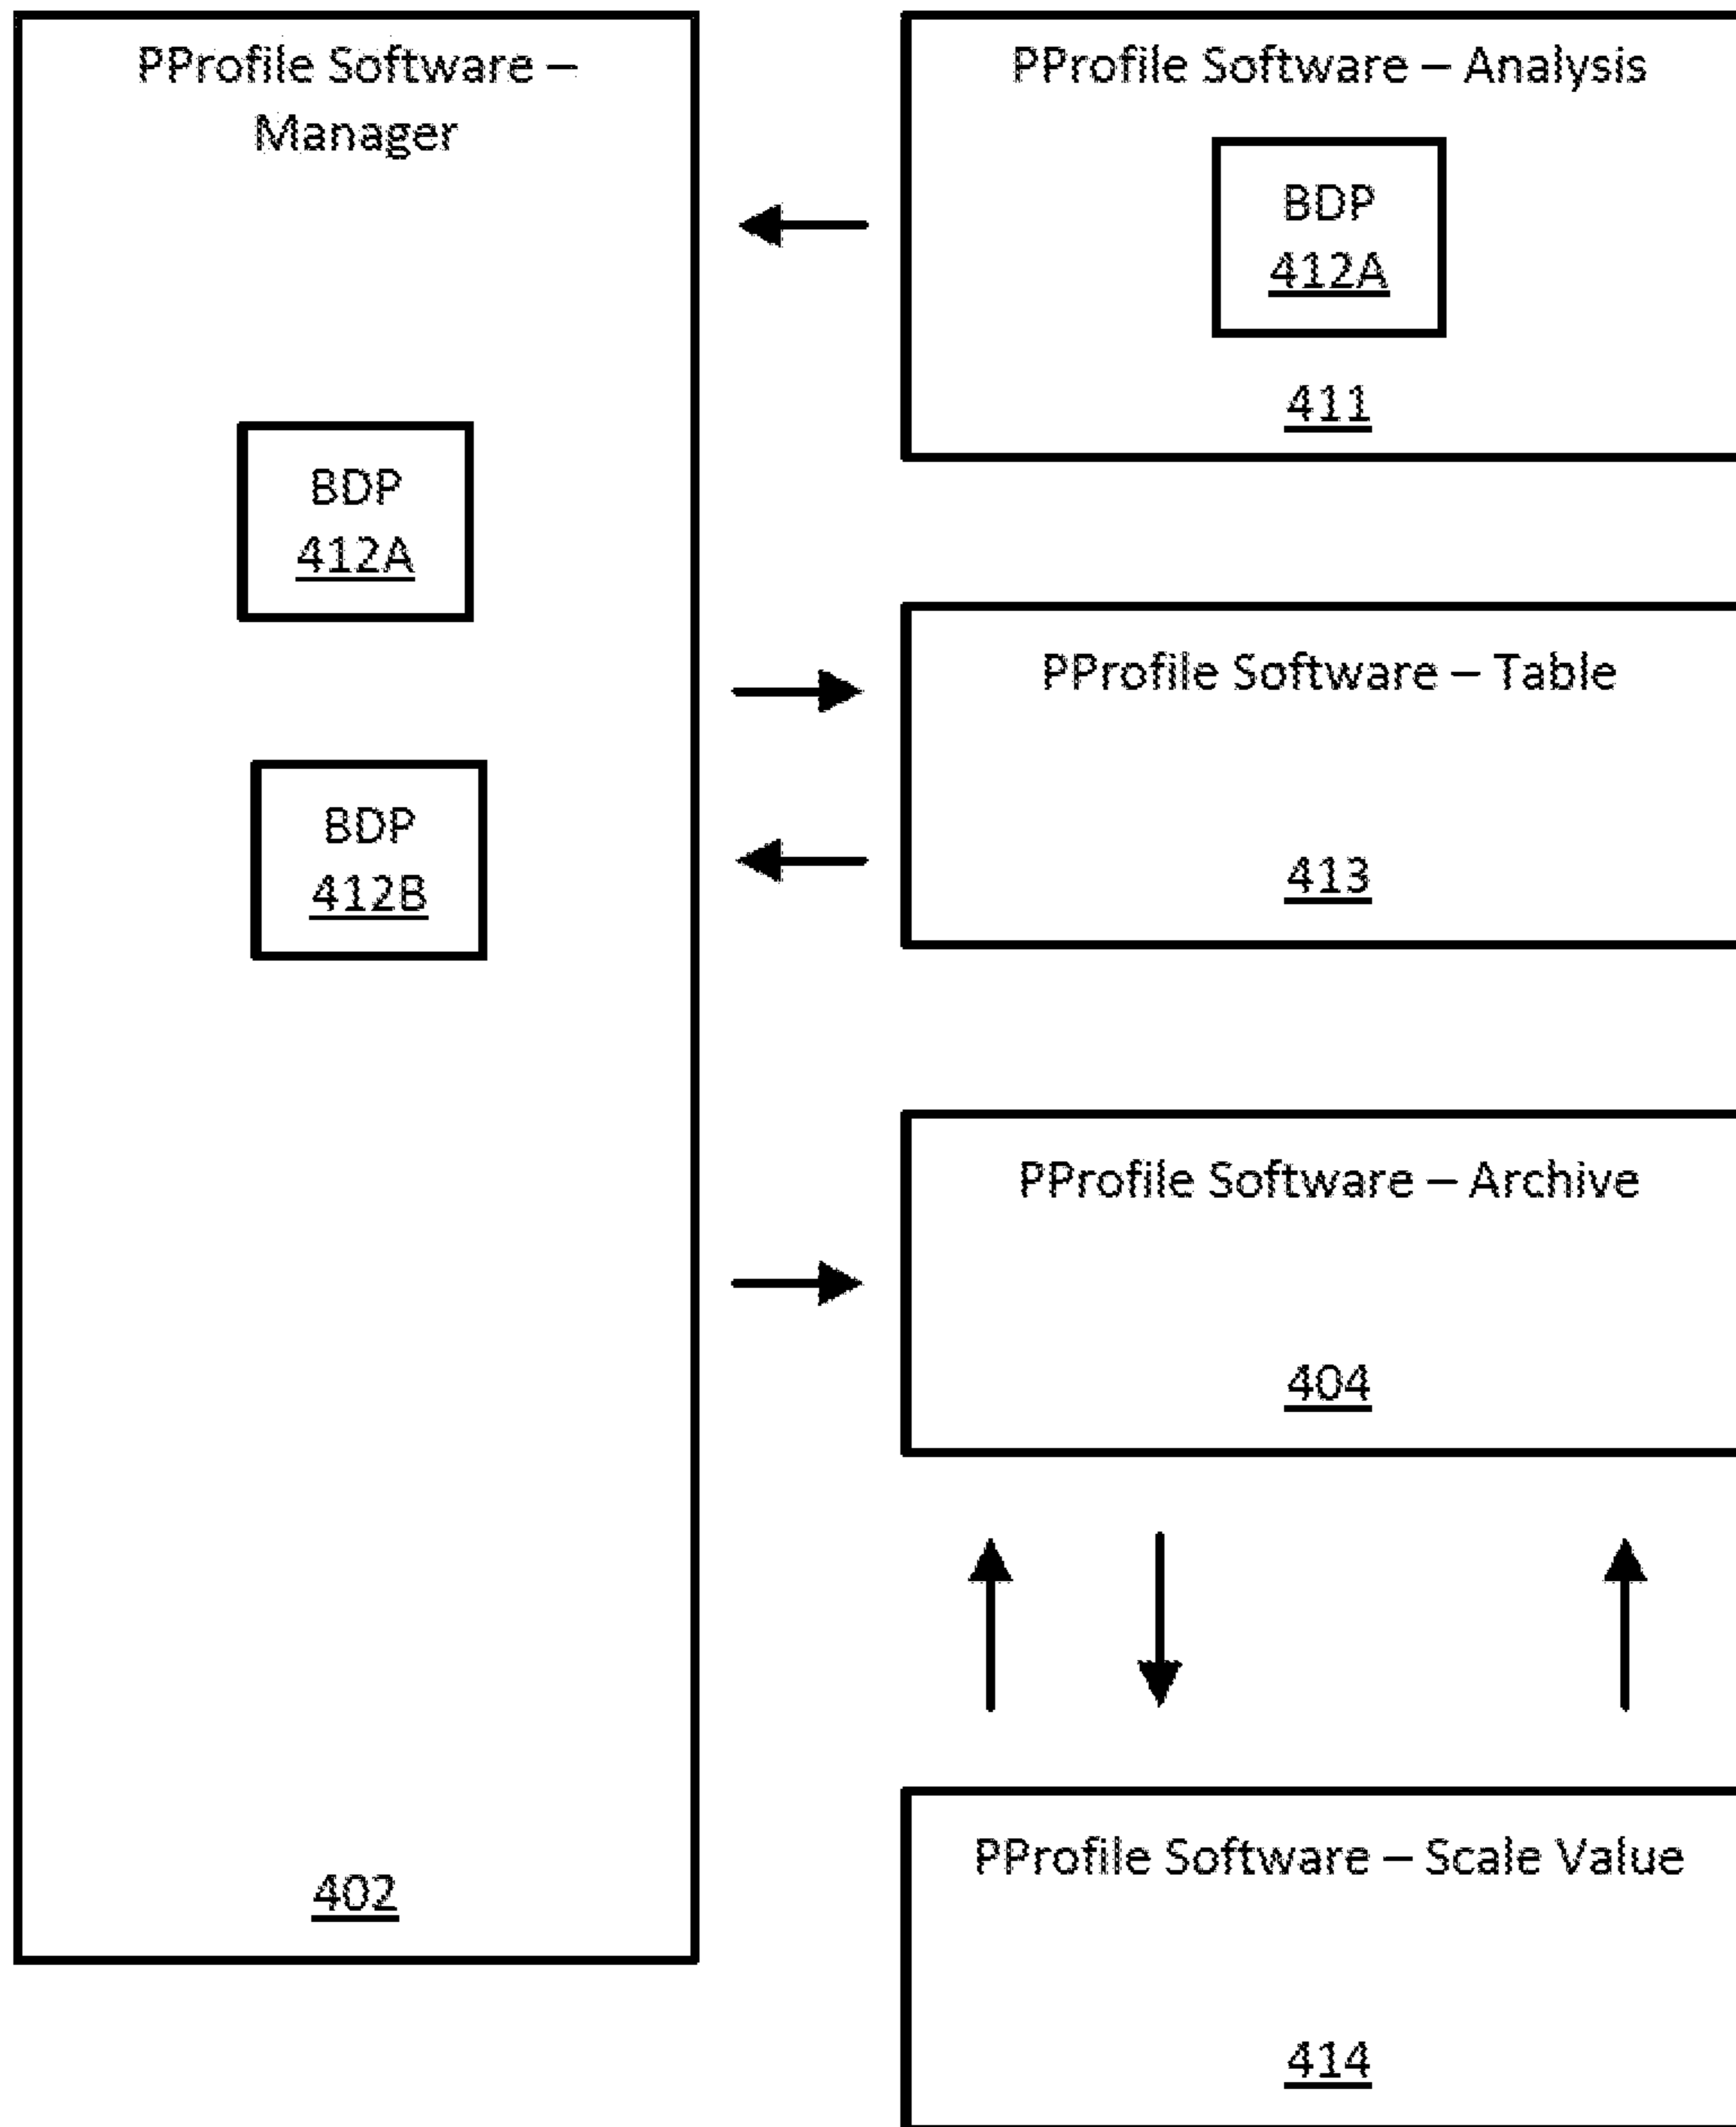 PProfile Software –
Manager
BDP
412A
BDP
412B
402
PProfile Software – Analysis
BDP
412A
411
PProfile Software – Table
413
PProfile Software – Archive
404
PProfile Software – Scale Value
414